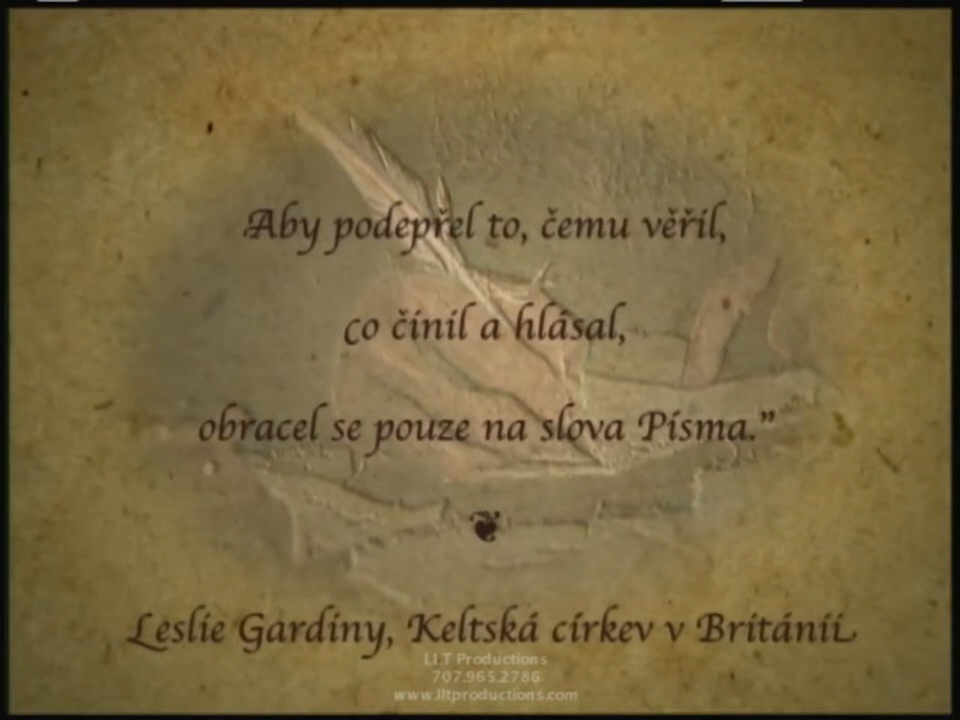 Aby podepřel to, čemu věřil,
co činil a hlásal,
obracel se pouze na slova Písma.”
Leslie Gardiny, Keltská církev v Británii
LLT Productions
707.965.2786
www.lltproductions.com